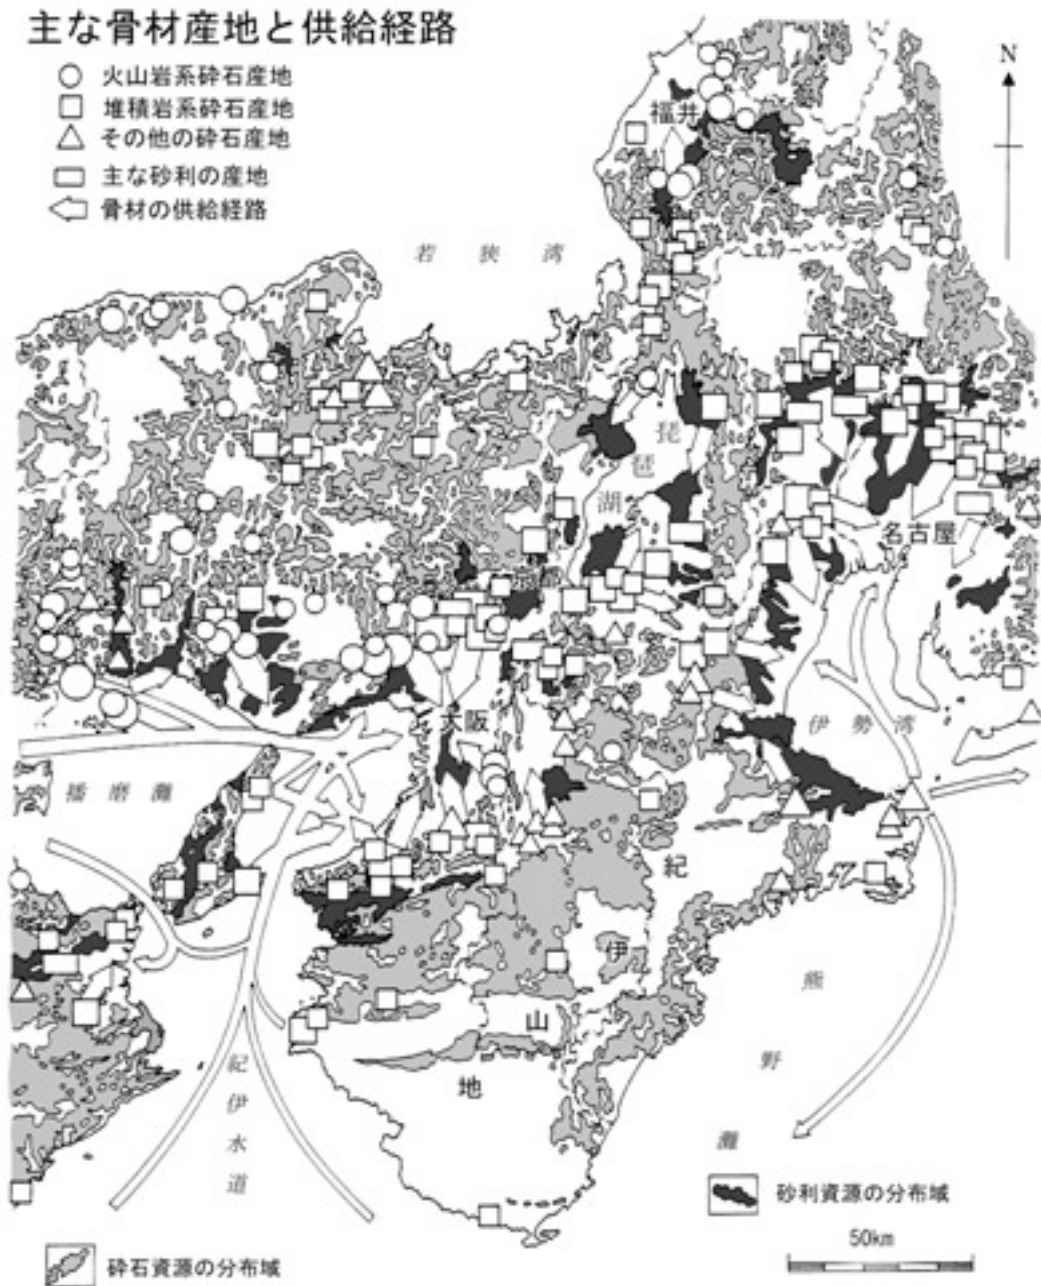 主な骨材産地と供給経路
火山岩系砕石産地
堆積岩系砕石産地
その他の砕石産地
主な砂利の産地
骨材の供給経路
N
福井
若狭湾
琵琶湖
名古屋
大阪
伊勢湾
播磨灘
紀伊山地
熊野灘
紀伊水道
砂利資源の分布域
50km
砕石資源の分布域